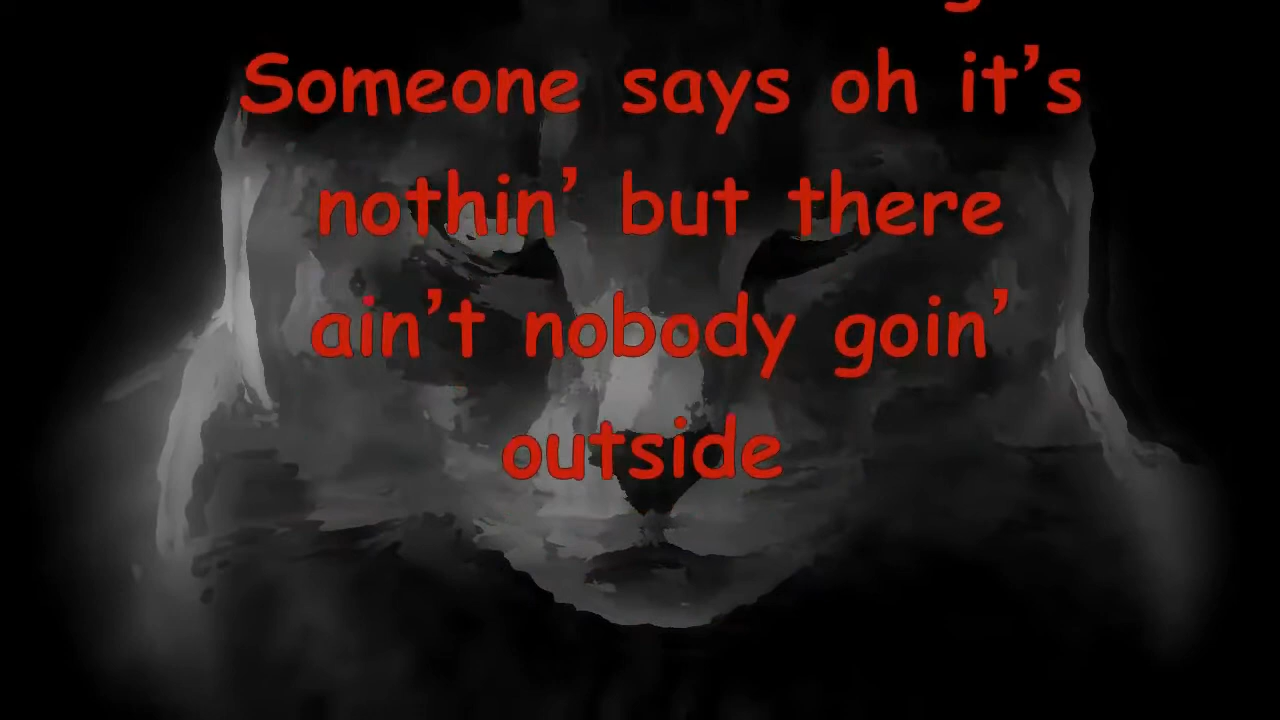 Someone says oh it’s
nothin’ but there
ain’t nobody goin’
outside